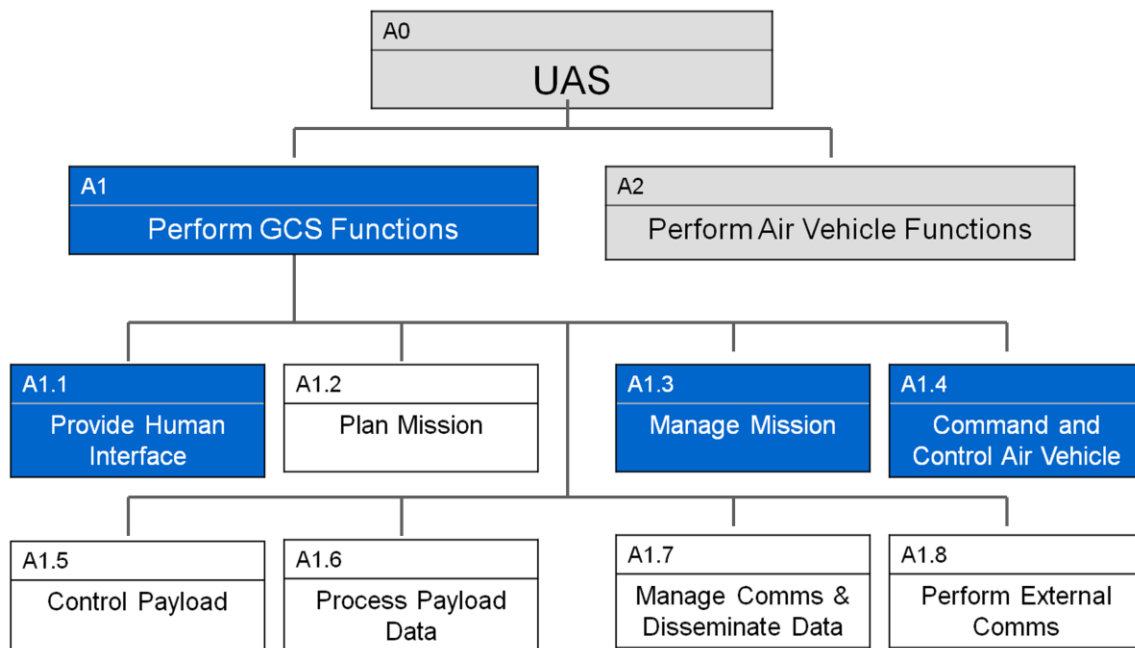 A0
UAS
A1
Perform GCS Functions
A2
Perform Air Vehicle Functions
A1.1
Provide Human
Interface
A1.2
Plan Mission
A1.3
Manage Mission
A1.4
Command and
Control Air Vehicle
A1.5
Control Payload
A1.6
Process Payload
Data
A1.7
Manage Comms &
Disseminate Data
A1.8
Perform External
Comms